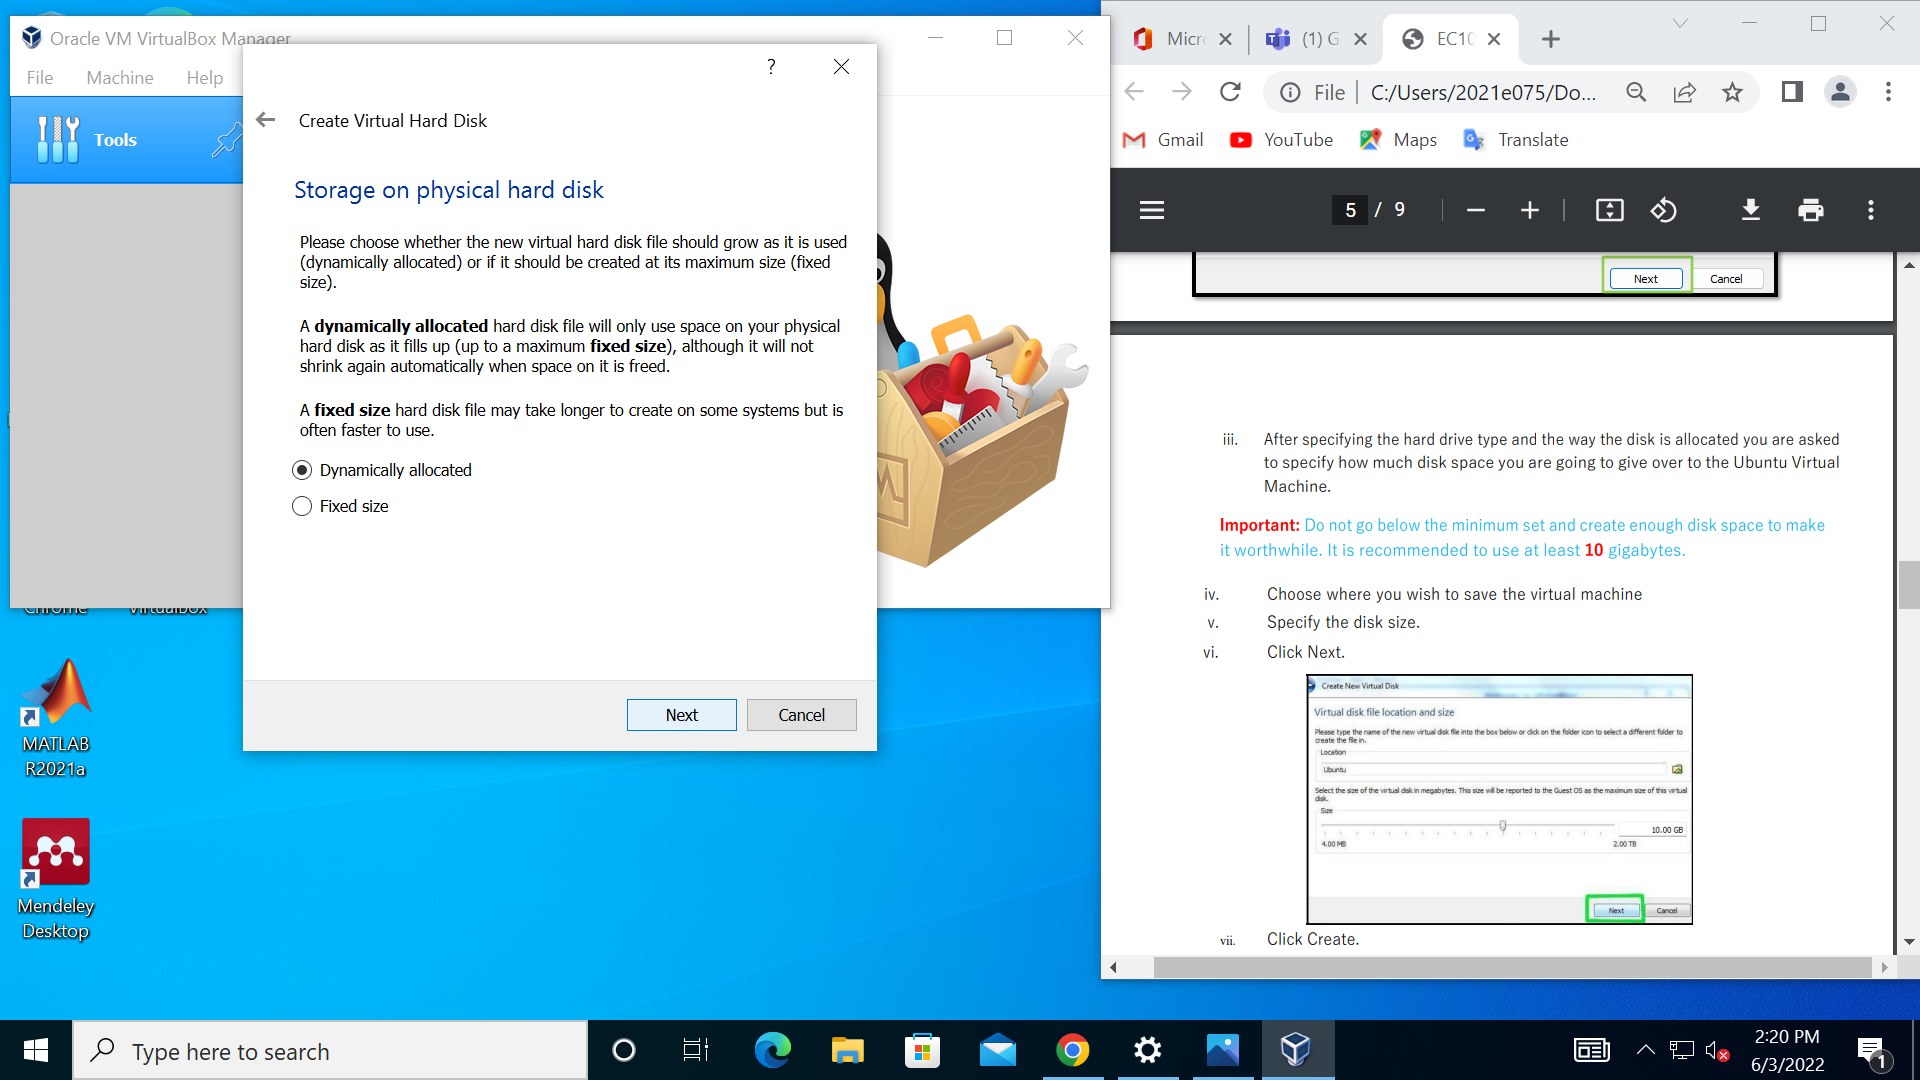 Oracle VM VirtualBox Manager
File Machine Help
Tools
?
Create Virtual Hard Disk
Storage on physical hard disk
Please choose whether the new virtual hard disk file should grow as it is used
(dynamically allocated) or if it should be created at its maximum size (fixed
size).
A dynamically allocated hard disk file will only use space on your physical
hard disk as it fills up (up to a maximum fixed size), although it will not
shrink again automatically when space on it is freed.
A fixed size hard disk file may take longer to create on some systems but is
often faster to use.
Dynamically allocated
Fixed size
Next Cancel
Chrome VirtualBox
MATLAB
R2021a
Mendeley
Desktop
Micr (1) G EC10
File C:/Users/2021e075/Do...
Gmail YouTube Maps Translate
5 / 9
Next Cancel
iii. After specifying the hard drive type and the way the disk is allocated you are asked
to specify how much disk space you are going to give over to the Ubuntu Virtual
Machine.
Important: Do not go below the minimum set and create enough disk space to make
it worthwhile. It is recommended to use at least 10 gigabytes.
iv. Choose where you wish to save the virtual machine
v. Specify the disk size.
vi. Click Next.
Create New Virtual Disk
Virtual disk file location and size
Please type the name of the new virtual disk file into the box below or click on the folder icon to select a different folder to
create the file in.
Location
Ubuntu
Select the size of the virtual disk in megabytes. This size will be reported to the Guest OS as the maximum size of this virtual
disk.
Size
10.00 GB
4.00 MB 2.00 TB
Next Cancel
vii. Click Create.
Type here to search
2:20 PM
6/3/2022
1